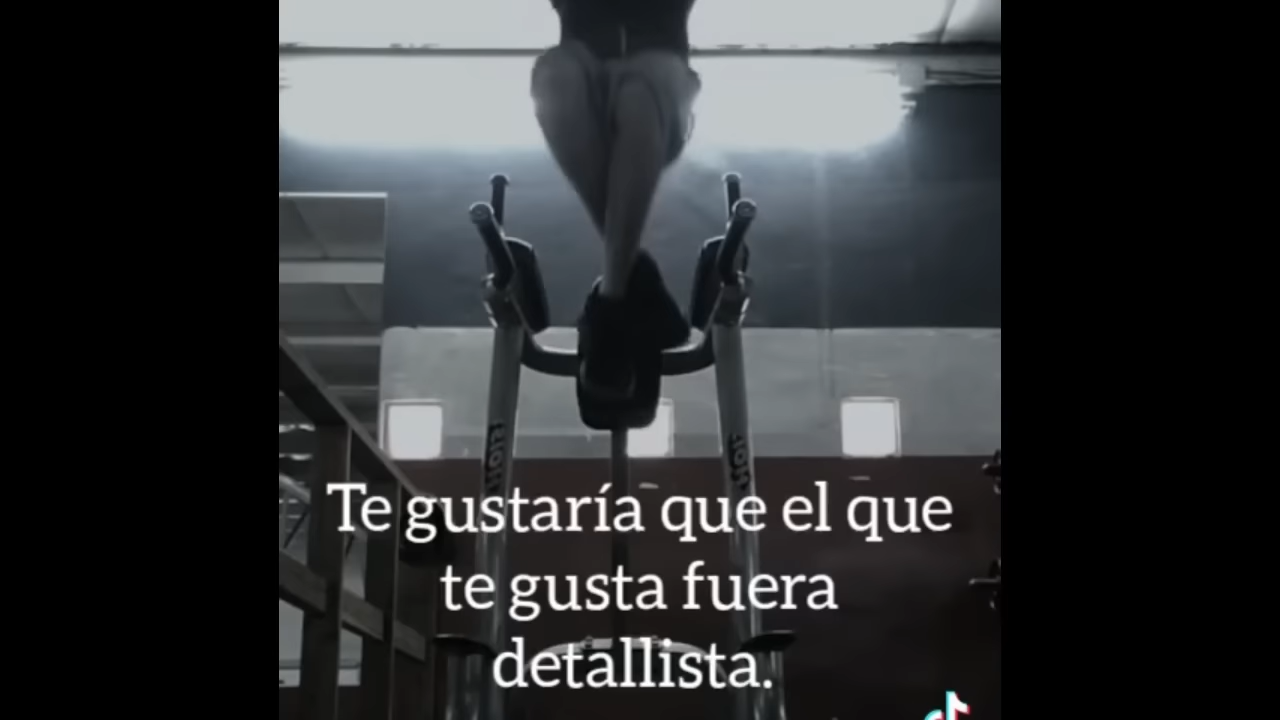 Te gustaría que el que
te gusta fuera
detallista.